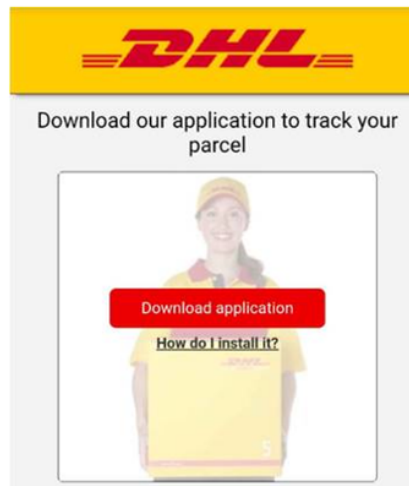 DHL
Download our application to track your
parcel
Download application
How do I install it?
S